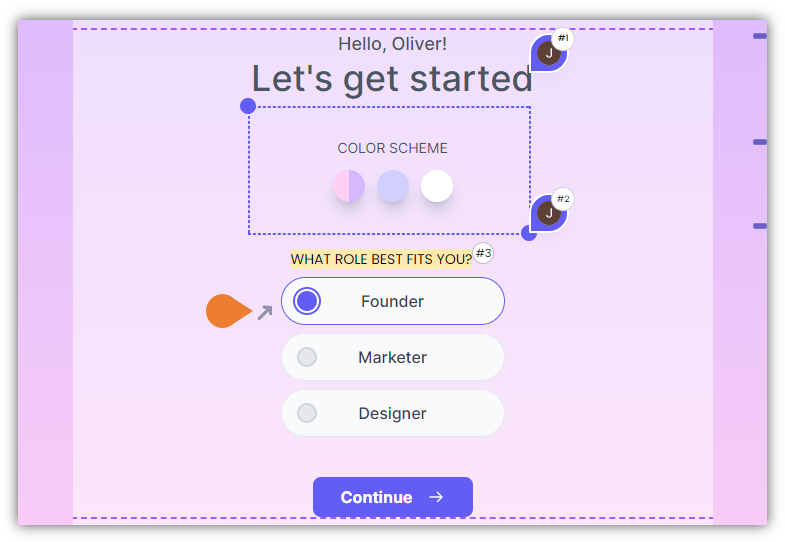 Hello, Oliver!
#1
J
Let's get started
COLOR SCHEME
#2
J
WHAT ROLE BEST FITS YOU?
#3
Founder
Marketer
Designer
Continue →